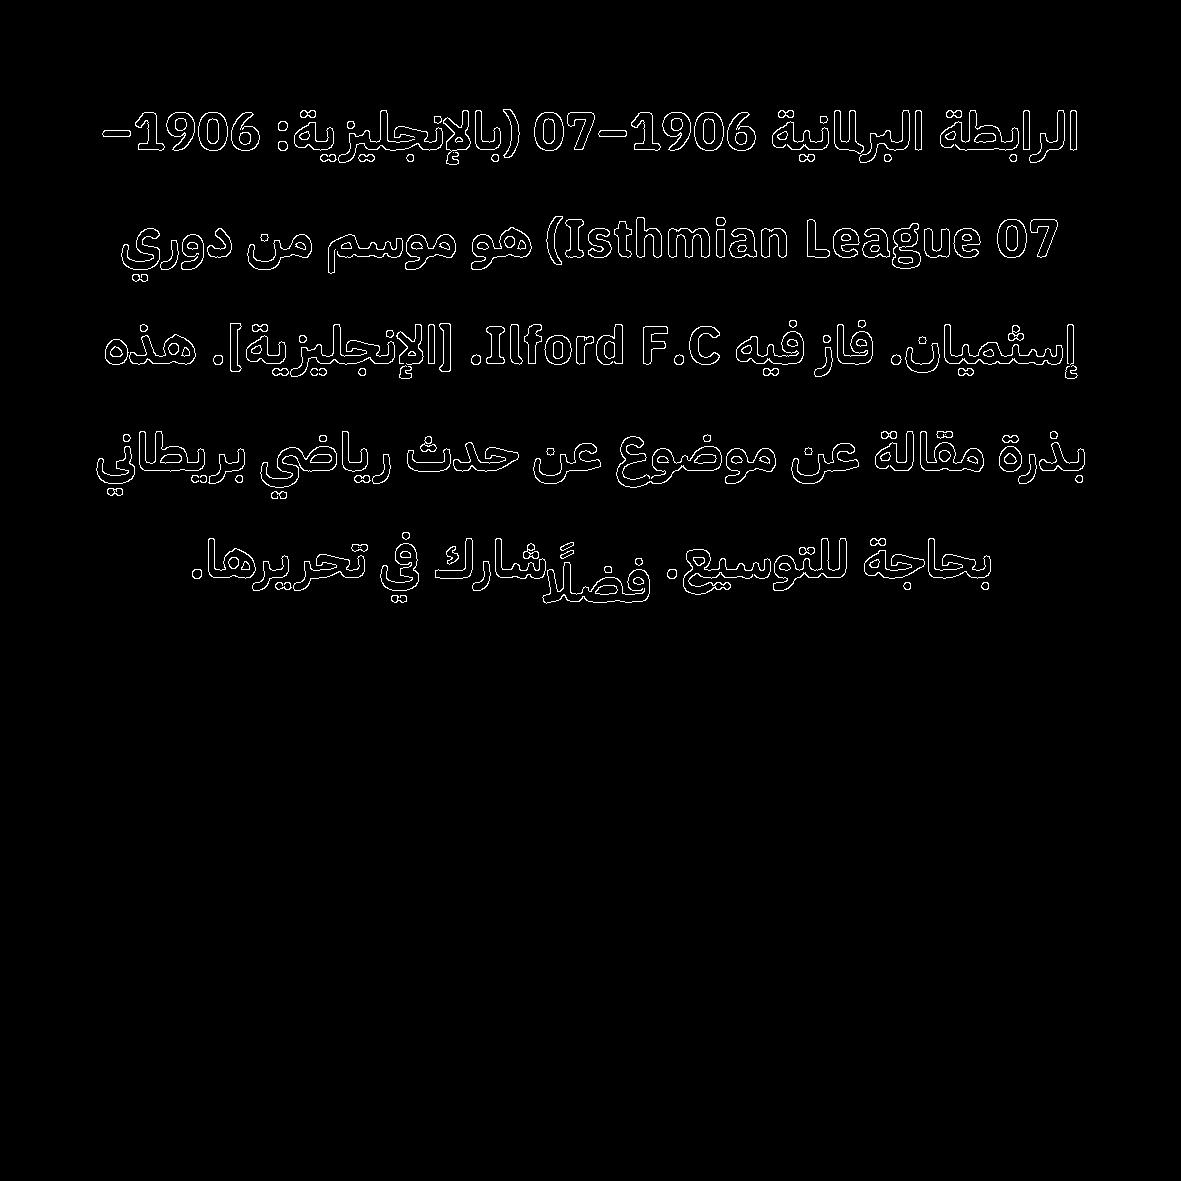 الرابطة البرلمانية 1906–07 (بالإنجليزية: 1906–
07 Isthmian League) هو موسم من دوري
إسثميان. فاز فيه Ilford F.C. [الإنجليزية]. هذه
بذرة مقالة عن موضوع عن حدث رياضي بريطاني
بحاجة للتوسيع. فضلًا شارك في تحريرها.